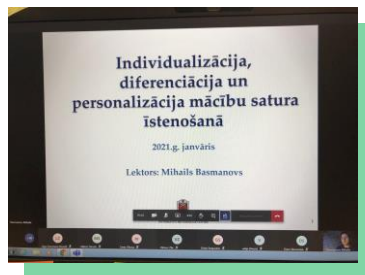 Individualizācija,
diferenciācija un
personalizācija mācību satura
īstenošanā
2021.g. janvāris
Lektors: Mihails Basmanovs